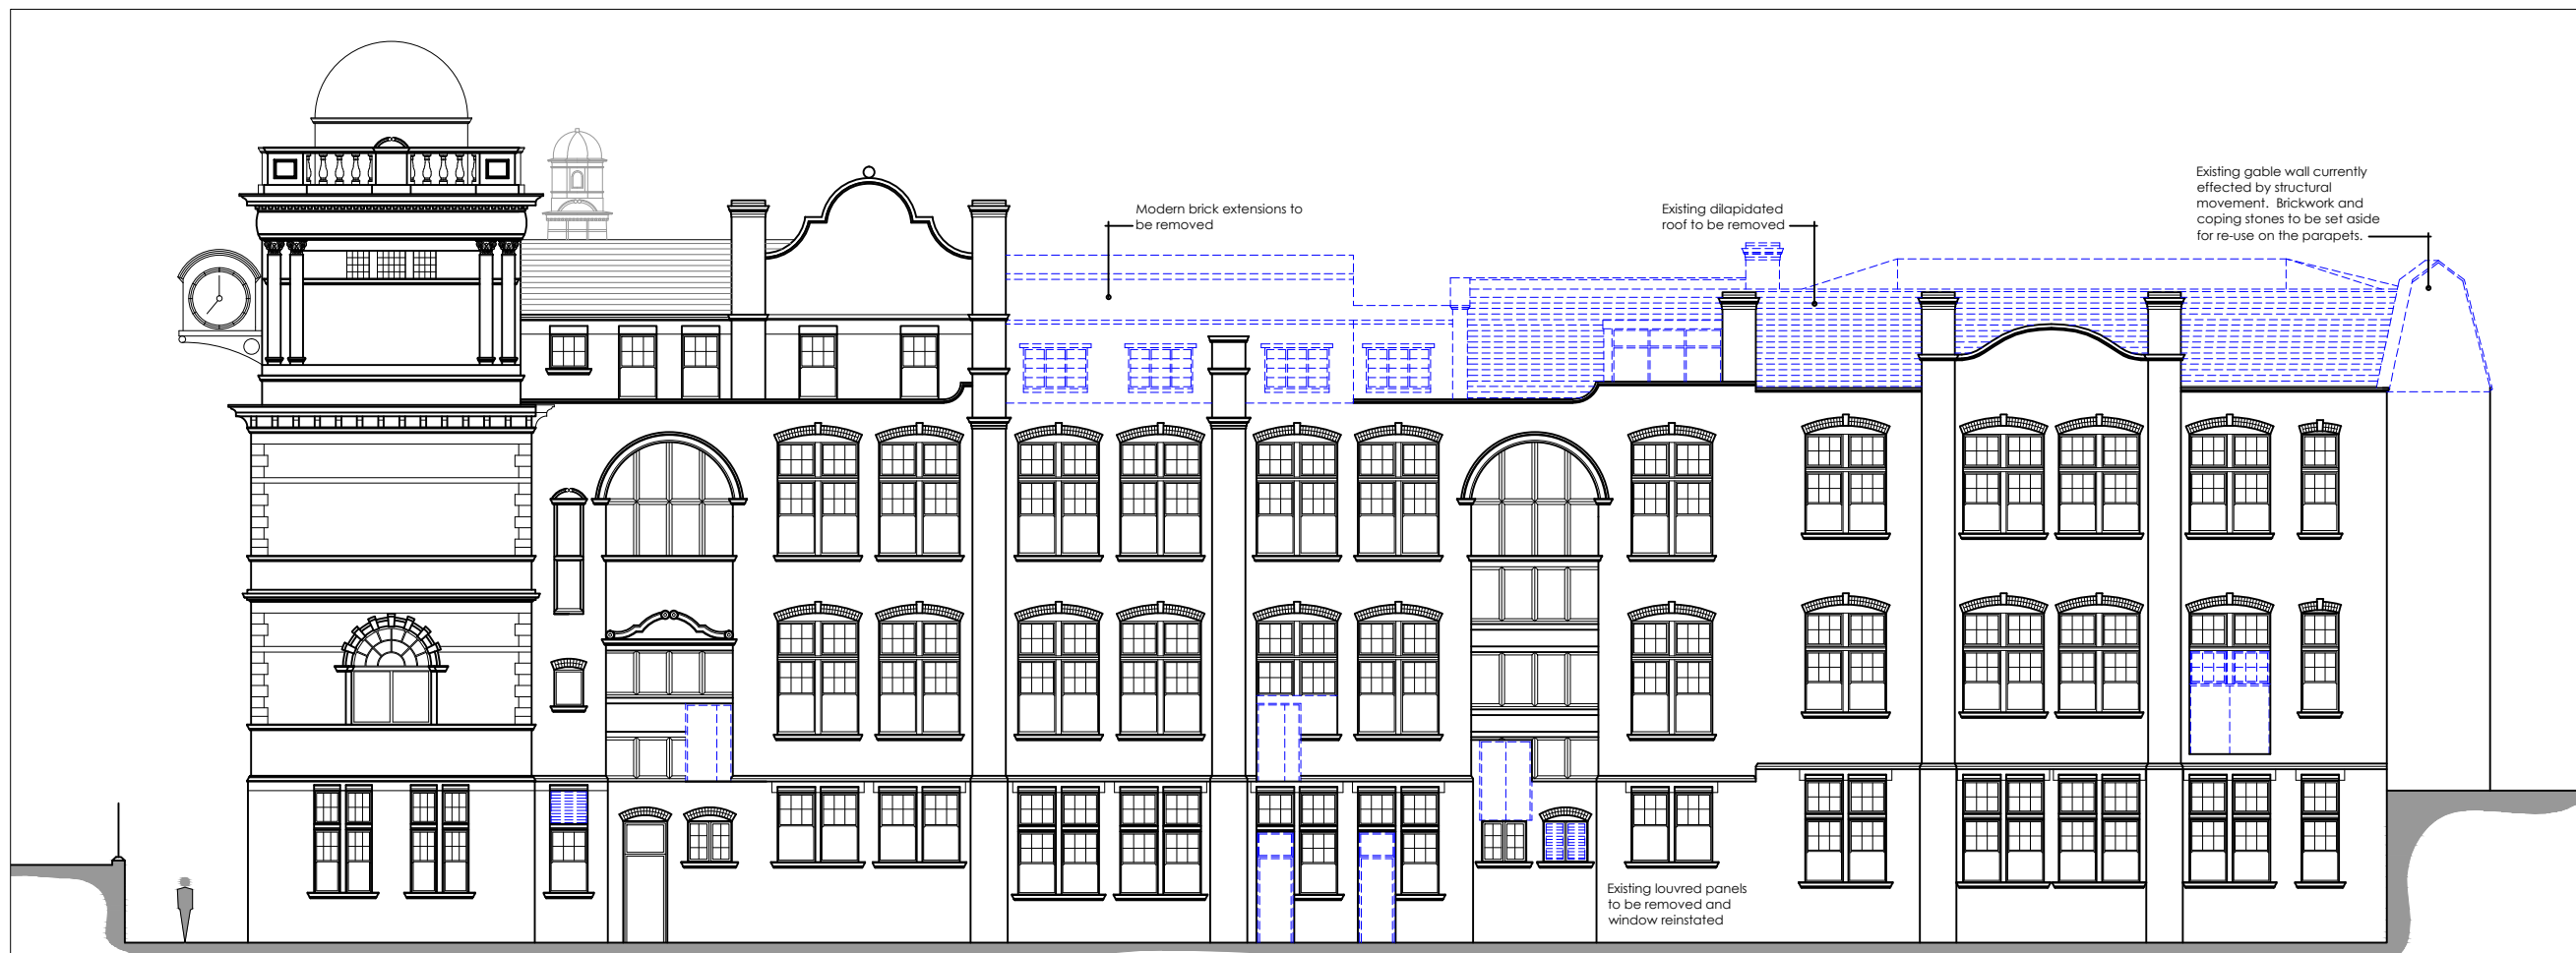 Modern brick extensions to
be removed
Existing dilapidated
roof to be removed
Existing gable wall currently
effected by structural
movement.  Brickwork and
coping stones to be set aside
for re-use on the parapets.
Existing louvred panels
to be removed and
window reinstated